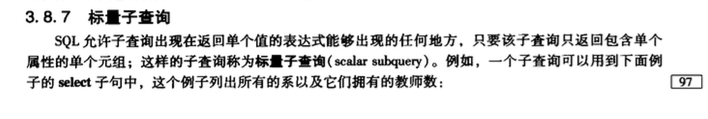 3.8.7 标量子查询
SQL 允许子查询出现在返回单个值的表达式能够出现的任何地方，只要该子查询只返回包含单个
属性的单个元组；这样的子查询称为标量子查询(scalar subquery)。例如，一个子查询可以用到下面例
子的 select 子句中，这个例子列出所有的系以及它们拥有的教师数：
97